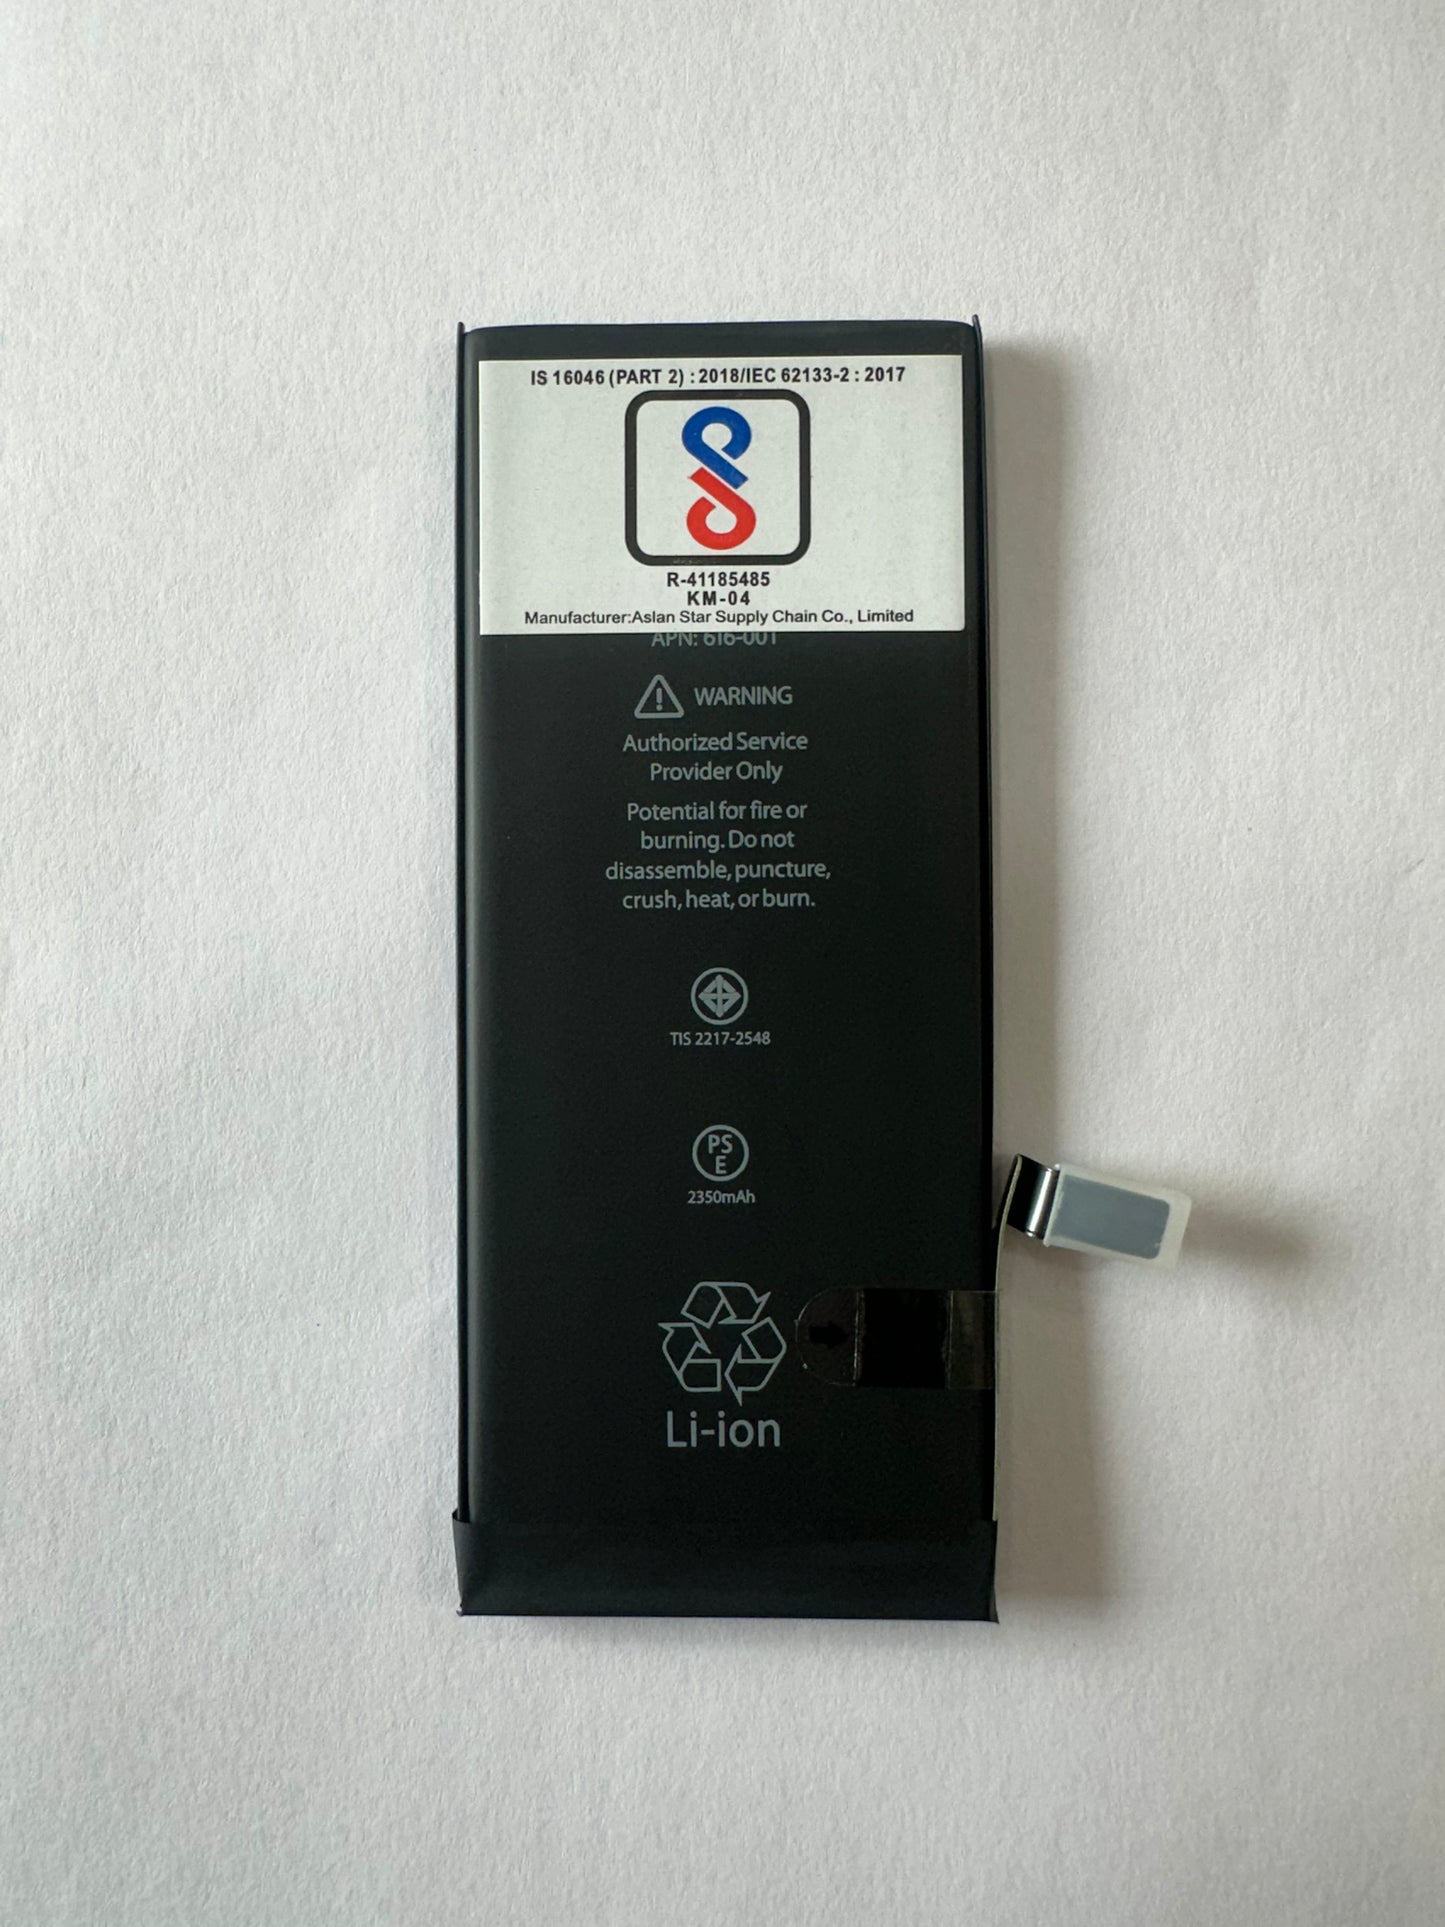 IS 16046 (PART 2) : 2018/IEC 62133-2 : 2017
R-41185485
KM-04
Manufacturer:Aslan Star Supply Chain Co., Limited
APN: 616-001
WARNING
Authorized Service
Provider Only
Potential for fire or
burning. Do not
disassemble, puncture,
crush, heat, or burn.
TIS 2217-2548
PS
E
2350mAh
Li-ion